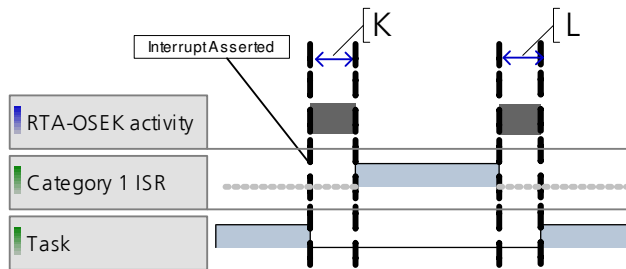 K
L
Interrupt Asserted
RTA-OSEK activity
Category 1 ISR
Task